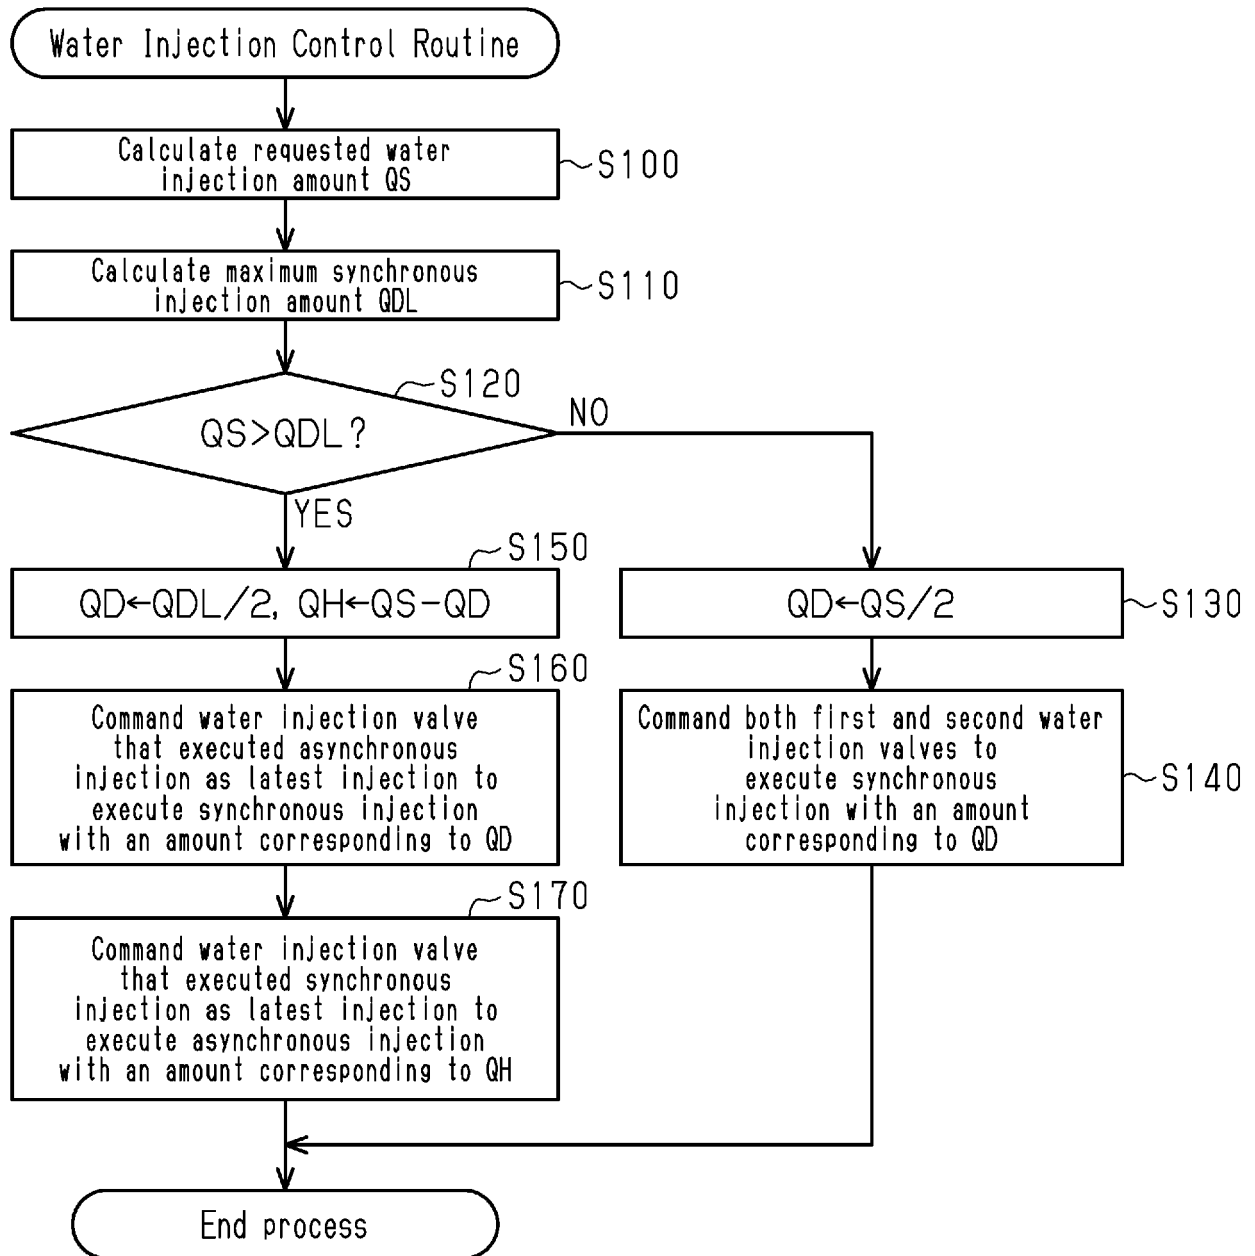 Water Injection Control Routine
Calculate requested water
injection amount QS
S100
Calculate maximum synchronous
injection amount QDL
S110
S120
QS>QDL?
NO
YES
S150
QD←QDL/2, QH←QS-QD
QD←QS/2
S130
S160
Command water injection valve
that executed asynchronous
injection as latest injection to
execute synchronous injection
with an amount corresponding to QD
Command both first and second water
injection valves to
execute synchronous
injection with an amount
corresponding to QD
S140
S170
Command water injection valve
that executed synchronous
injection as latest injection to
execute asynchronous injection
with an amount corresponding to QH
End process